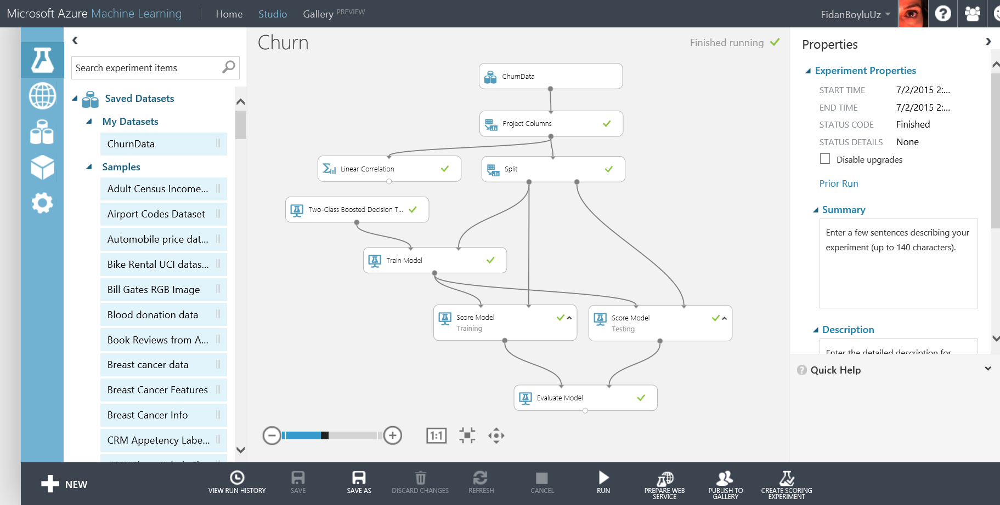 Microsoft Azure Machine Learning
Home
Studio
Gallery PREVIEW
FidanBoyluUz
Search experiment items
Saved Datasets
My Datasets
ChurnData
Samples
Adult Census Income...
Airport Codes Dataset
Automobile price dat...
Bike Rental UCI datas...
Bill Gates RGB Image
Blood donation data
Book Reviews from A...
Breast cancer data
Breast Cancer Features
Breast Cancer Info
CRM Appetency Labe...
Churn
Finished running
ChurnData
Project Columns
Linear Correlation
Split
Two-Class Boosted Decision T...
Train Model
Score Model
Training
Score Model
Testing
Evaluate Model
1:1
Properties
Experiment Properties
START TIME 7/2/2015 2:...
END TIME 7/2/2015 2:...
STATUS CODE Finished
STATUS DETAILS None
Disable upgrades
Prior Run
Summary
Enter a few sentences describing your
experiment (up to 140 characters).
Description
Enter the detailed description for
Quick Help
NEW
VIEW RUN HISTORY
SAVE
SAVE AS
DISCARD CHANGES
REFRESH
CANCEL
RUN
PREPARE WEB
SERVICE
PUBLISH TO
GALLERY
CREATE SCORING
EXPERIMENT